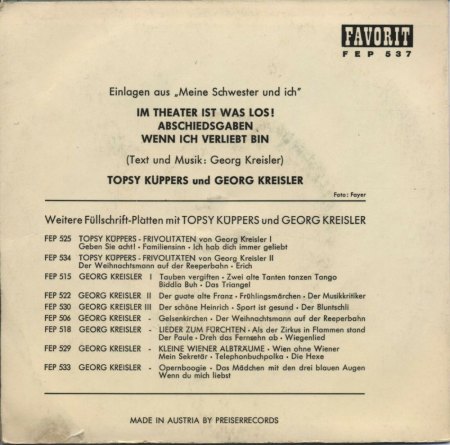 FAVORIT
FEP 537
Einlagen aus „Meine Schwester und ich"
IM THEATER IST WAS LOS!
ABSCHIEDSGABEN
WENN ICH VERLIEBT BIN
(Text und Musik: Georg Kreisler)
TOPSY KÜPPERS und GEORG KREISLER
Foto: Fayer
Weitere Füllschrift-Platten mit TOPSY KÜPPERS und GEORG KREISLER
FEP 525 TOPSY KÜPPERS - FRIVOLITÄTEN von Georg Kreisler I
Geben Sie acht! - Familiensinn - Ich hab dich immer geliebt
FEP 534 TOPSY KÜPPERS - FRIVOLITÄTEN von Georg Kreisler II
Der Weihnachtsmann auf der Reeperbahn - Erich
FEP 515 GEORG KREISLER I Tauben vergiften - Zwei alte Tanten tanzen Tango
Biddla Buh - Das Triangel
FEP 522 GEORG KREISLER II Der guate alte Franz - Frühlingsmärchen - Der Musikkritiker
FEP 530 GEORG KREISLER III Der schöne Heinrich - Sport ist gesund - Der Bluntschli
FEP 506 GEORG KREISLER - Gelsenkirchen - Der Weihnachtsmann auf der Reeperbahn
FEP 518 GEORG KREISLER - LIEDER ZUM FÜRCHTEN - Als der Zirkus in Flammen stand
Der Paule - Dreh das Fernsehn ab - Wiegenlied
FEP 529 GEORG KREISLER - KLEINE WIENER ALBTRÄUME - Wien ohne Wiener
Mein Sekretär - Telephonbuchpolka - Die Hexe
FEP 533 GEORG KREISLER - Opernboogie - Das Mädchen mit den drei blauen Augen
Wenn du mich liebst
MADE IN AUSTRIA BY PREISERRECORDS